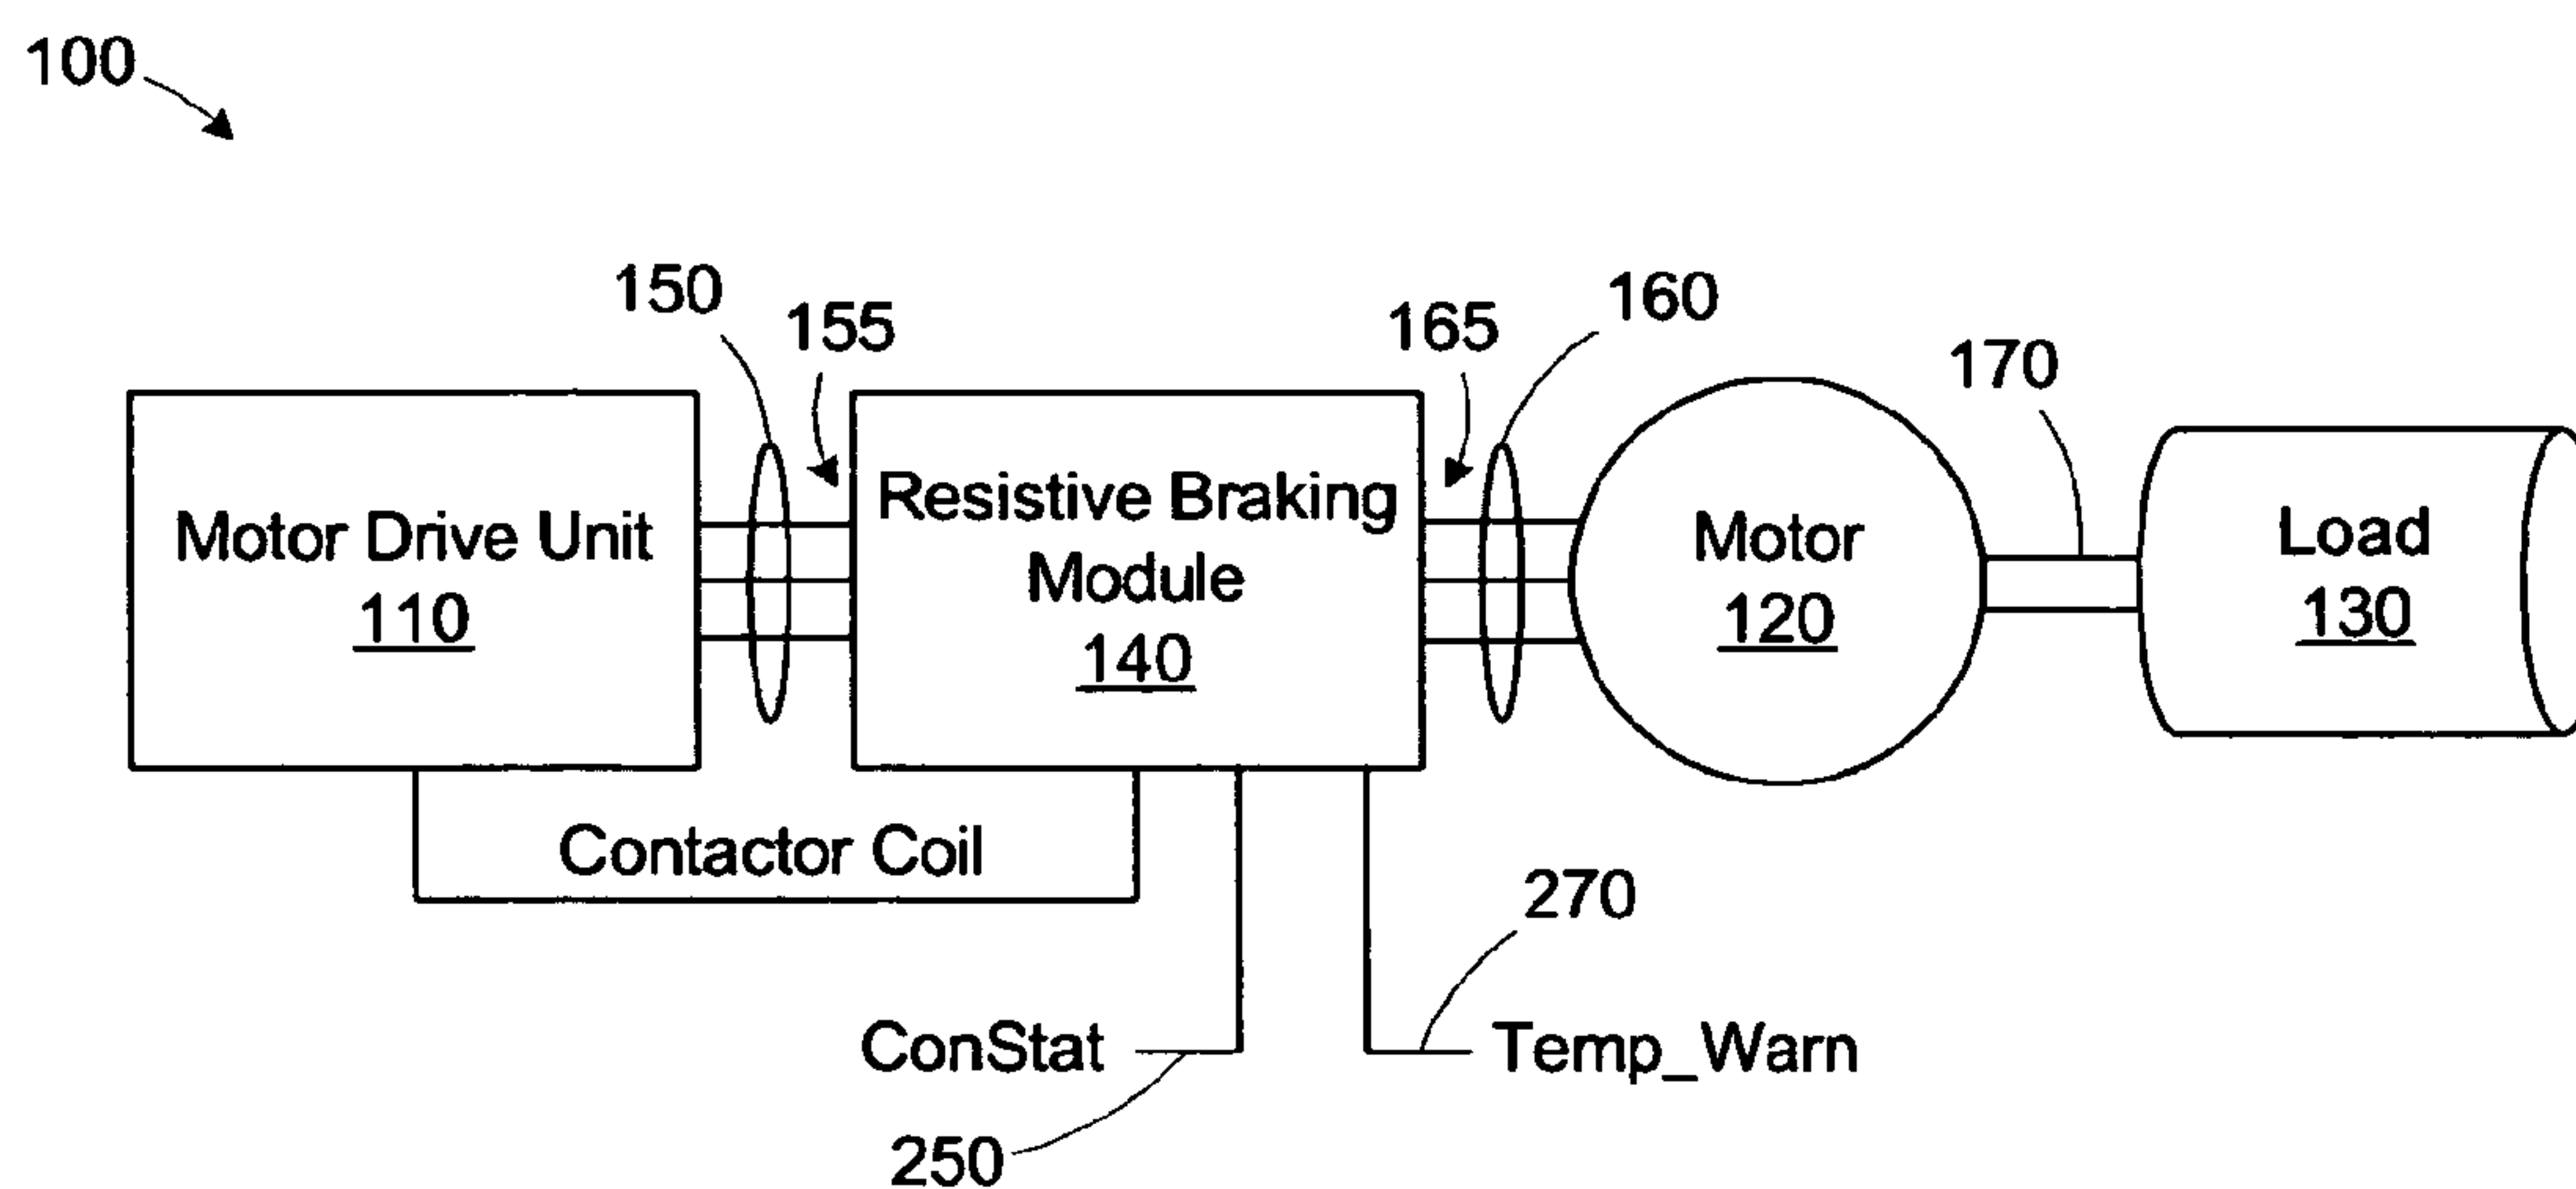 100
150
155
165
160
170
Motor Drive Unit
110
Resistive Braking
Module
140
Motor
120
Load
130
Contactor Coil
270
ConStat
Temp_Warn
250